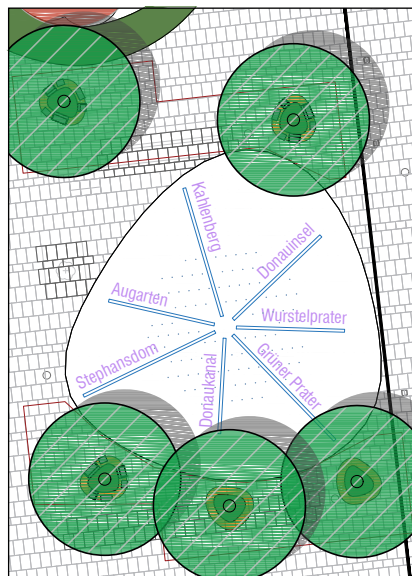 Kahlenberg
Donauinsel
Augarten
Wurstelprater
Stephansdom
Donaukanal
Grüner Prater